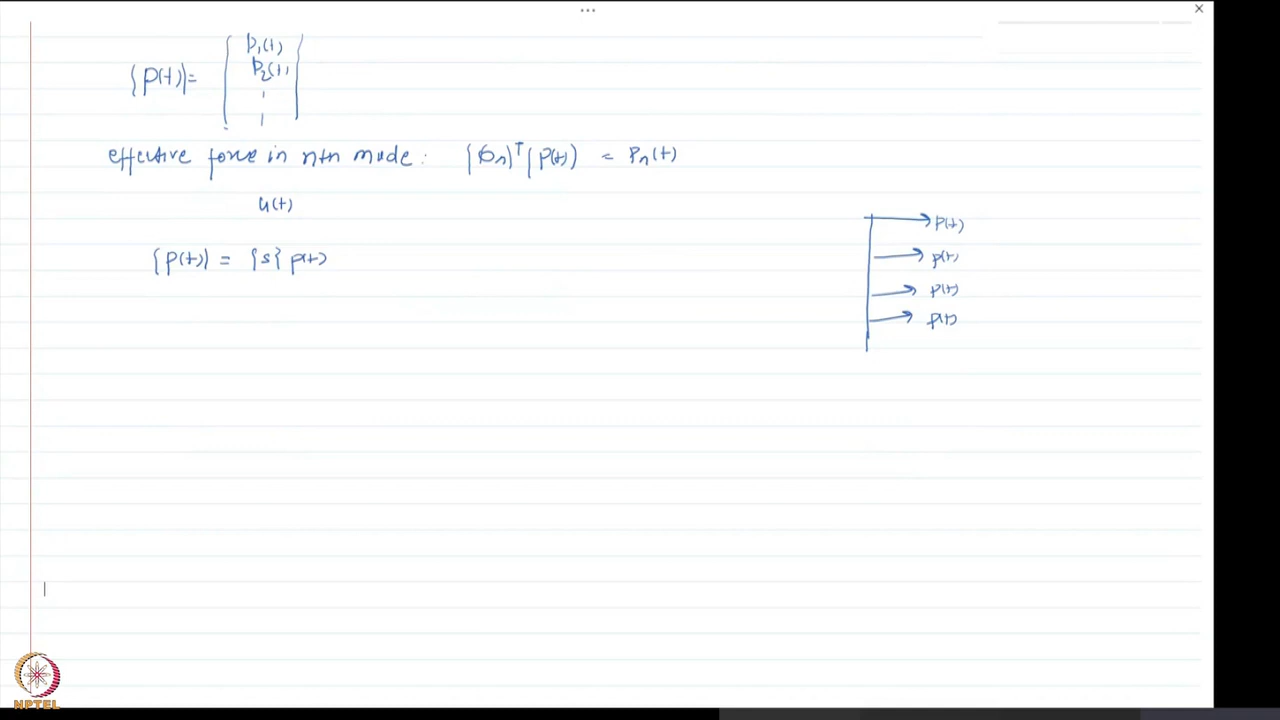 {p(t)} = { p₁(t)
p₂(t)
effective force in nth mode : {ϕₙ}ᵀ {p(t)} = Pₙ(t)
u(t)
{p(t)} = {s} p(t)
p(t)
p(t)
p(t)
p(t)
NPTEL